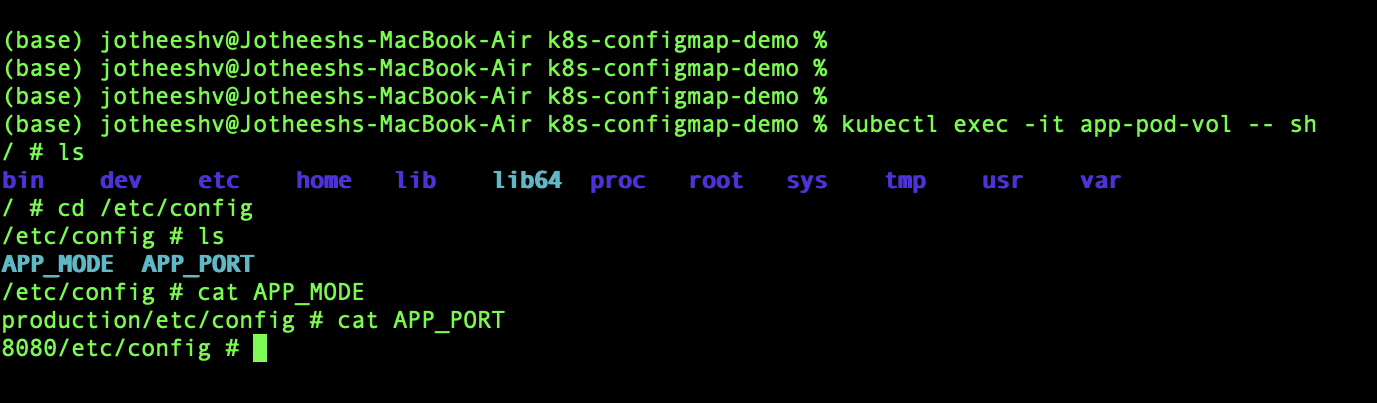 (base) jotheeshv@Jotheeshs-MacBook-Air k8s-configmap-demo %
(base) jotheeshv@Jotheeshs-MacBook-Air k8s-configmap-demo %
(base) jotheeshv@Jotheeshs-MacBook-Air k8s-configmap-demo %
(base) jotheeshv@Jotheeshs-MacBook-Air k8s-configmap-demo % kubectl exec -it app-pod-vol -- sh
/ # ls
bin    dev    etc    home   lib    lib64  proc   root   sys    tmp    usr    var
/ # cd /etc/config
/etc/config # ls
APP_MODE  APP_PORT
/etc/config # cat APP_MODE
production/etc/config # cat APP_PORT
8080/etc/config #